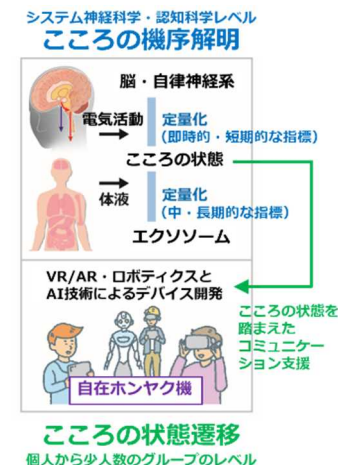 システム神経科学・認知科学レベル
こころの機序解明
脳・自律神経系
電気活動
定量化
(即時的・短期的な指標)
こころの状態
体液
定量化
(中・長期的な指標)
エクソソーム
VR/AR・ロボティクスと
AI技術によるデバイス開発
こころの状態を
踏まえた
コミュニケー
ション支援
自在ホンヤク機
こころの状態遷移
個人から少人数のグループのレベル